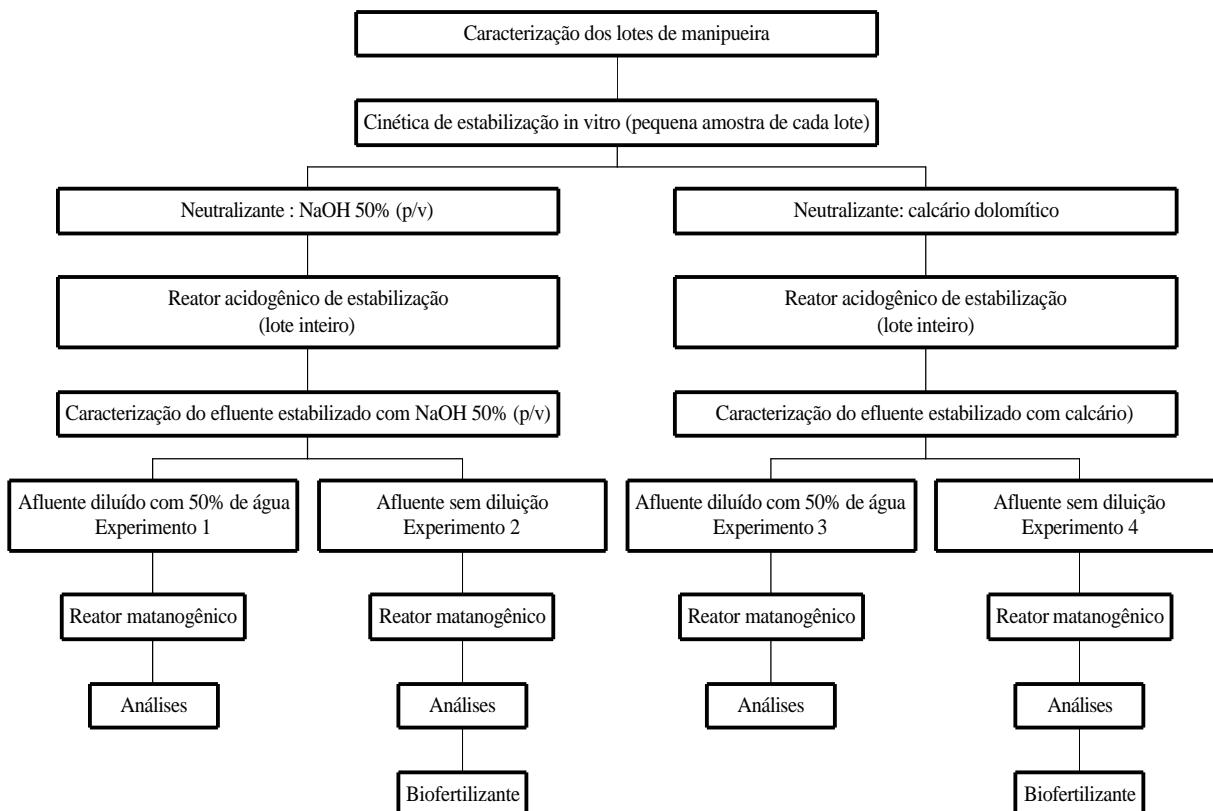 Caracterização dos lotes de manipueira
Cinética de estabilização in vitro (pequena amostra de cada lote)
Neutralizante : NaOH 50% (p/v)
Neutralizante: calcário dolomítico
Reator acidogênico de estabilização
(lote inteiro)
Reator acidogênico de estabilização
(lote inteiro)
Caracterização do efluente estabilizado com NaOH 50% (p/v)
Caracterização do efluente estabilizado com calcário)
Afluente diluído com 50% de água
Experimento 1
Afluente sem diluição
Experimento 2
Afluente diluído com 50% de água
Experimento 3
Afluente sem diluição
Experimento 4
Reator matanogênico
Reator matanogênico
Reator matanogênico
Reator matanogênico
Análises
Análises
Análises
Análises
Biofertilizante
Biofertilizante